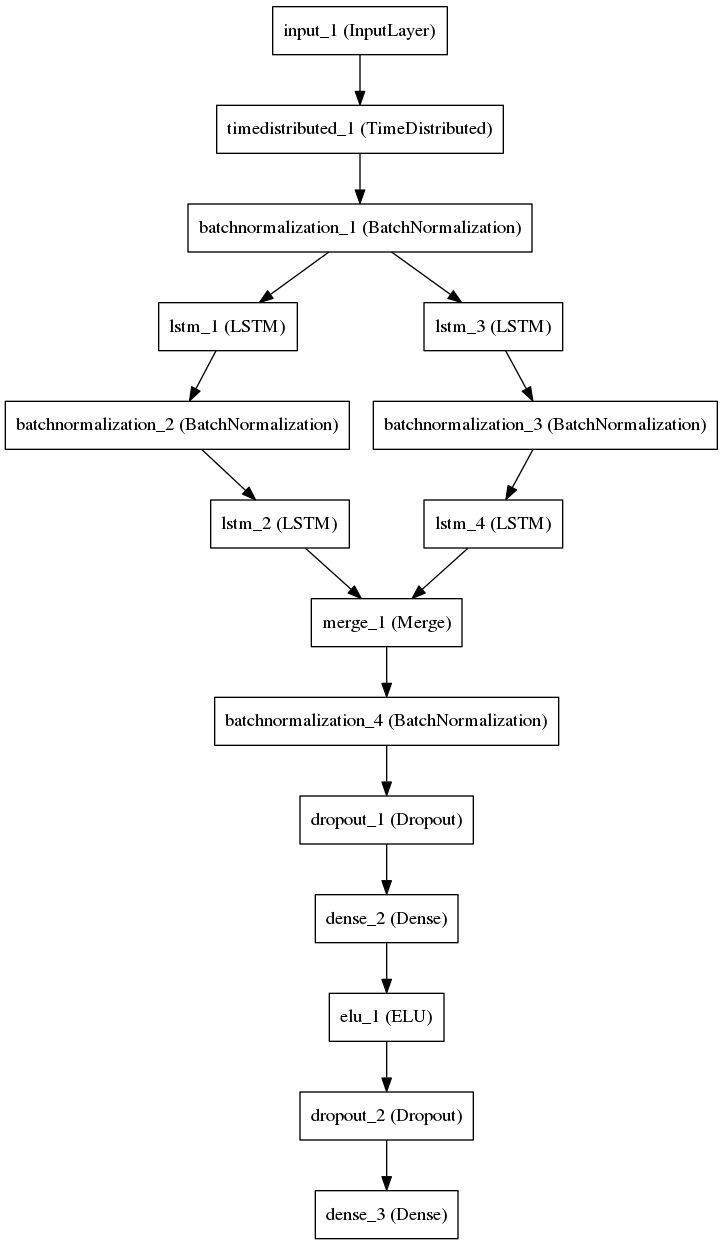 input_1 (InputLayer)
timedistributed_1 (TimeDistributed)
batchnormalization_1 (BatchNormalization)
lstm_1 (LSTM)
lstm_3 (LSTM)
batchnormalization_2 (BatchNormalization)
batchnormalization_3 (BatchNormalization)
lstm_2 (LSTM)
lstm_4 (LSTM)
merge_1 (Merge)
batchnormalization_4 (BatchNormalization)
dropout_1 (Dropout)
dense_2 (Dense)
elu_1 (ELU)
dropout_2 (Dropout)
dense_3 (Dense)